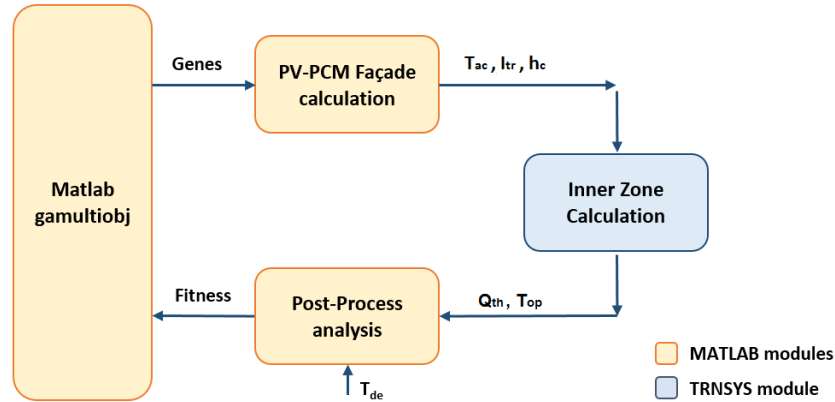 Genes
PV-PCM Façade
calculation
Tac , Itr , hc
Matlab
gamultiobj
Inner Zone
Calculation
Fitness
Post-Process
analysis
Qth , Top
Tde
MATLAB modules
TRNSYS module